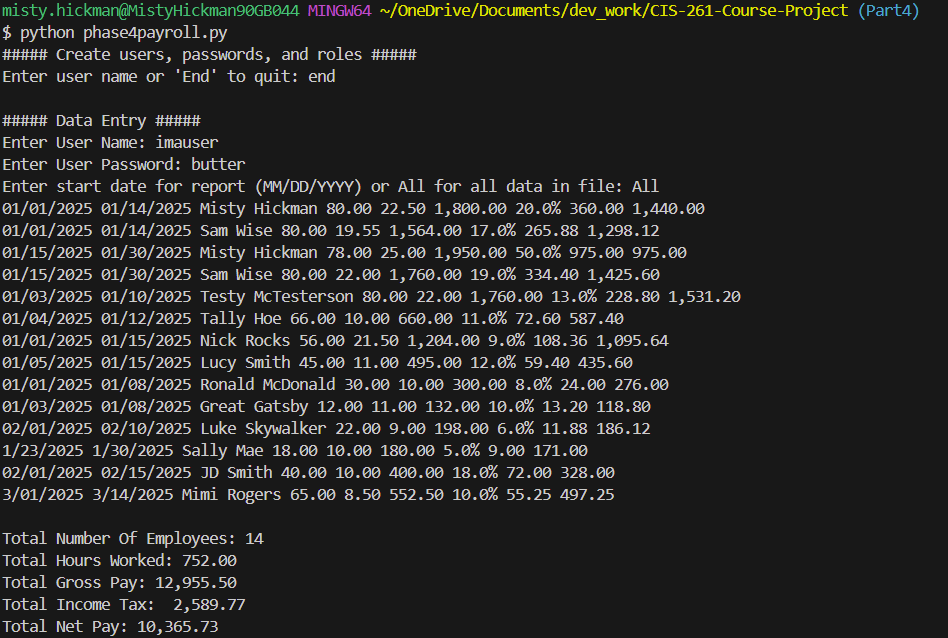 misty.hickman@MistyHickman90GB044 MINGW64 ~/OneDrive/Documents/dev_work/CIS-261-Course-Project (Part4)
$ python phase4payroll.py
##### Create users, passwords, and roles #####
Enter user name or 'End' to quit: end

##### Data Entry #####
Enter User Name: imauser
Enter User Password: butter
Enter start date for report (MM/DD/YYYY) or All for all data in file: All
01/01/2025 01/14/2025 Misty Hickman 80.00 22.50 1,800.00 20.0% 360.00 1,440.00
01/01/2025 01/14/2025 Sam Wise 80.00 19.55 1,564.00 17.0% 265.88 1,298.12
01/15/2025 01/30/2025 Misty Hickman 78.00 25.00 1,950.00 50.0% 975.00 975.00
01/15/2025 01/30/2025 Sam Wise 80.00 22.00 1,760.00 19.0% 334.40 1,425.60
01/03/2025 01/10/2025 Testy McTesterson 80.00 22.00 1,760.00 13.0% 228.80 1,531.20
01/04/2025 01/12/2025 Tally Hoe 66.00 10.00 660.00 11.0% 72.60 587.40
01/01/2025 01/15/2025 Nick Rocks 56.00 21.50 1,204.00 9.0% 108.36 1,095.64
01/05/2025 01/15/2025 Lucy Smith 45.00 11.00 495.00 12.0% 59.40 435.60
01/01/2025 01/08/2025 Ronald McDonald 30.00 10.00 300.00 8.0% 24.00 276.00
01/03/2025 01/08/2025 Great Gatsby 12.00 11.00 132.00 10.0% 13.20 118.80
02/01/2025 02/10/2025 Luke Skywalker 22.00 9.00 198.00 6.0% 11.88 186.12
1/23/2025 1/30/2025 Sally Mae 18.00 10.00 180.00 5.0% 9.00 171.00
02/01/2025 02/15/2025 JD Smith 40.00 10.00 400.00 18.0% 72.00 328.00
3/01/2025 3/14/2025 Mimi Rogers 65.00 8.50 552.50 10.0% 55.25 497.25

Total Number Of Employees: 14
Total Hours Worked: 752.00
Total Gross Pay: 12,955.50
Total Income Tax:  2,589.77
Total Net Pay: 10,365.73